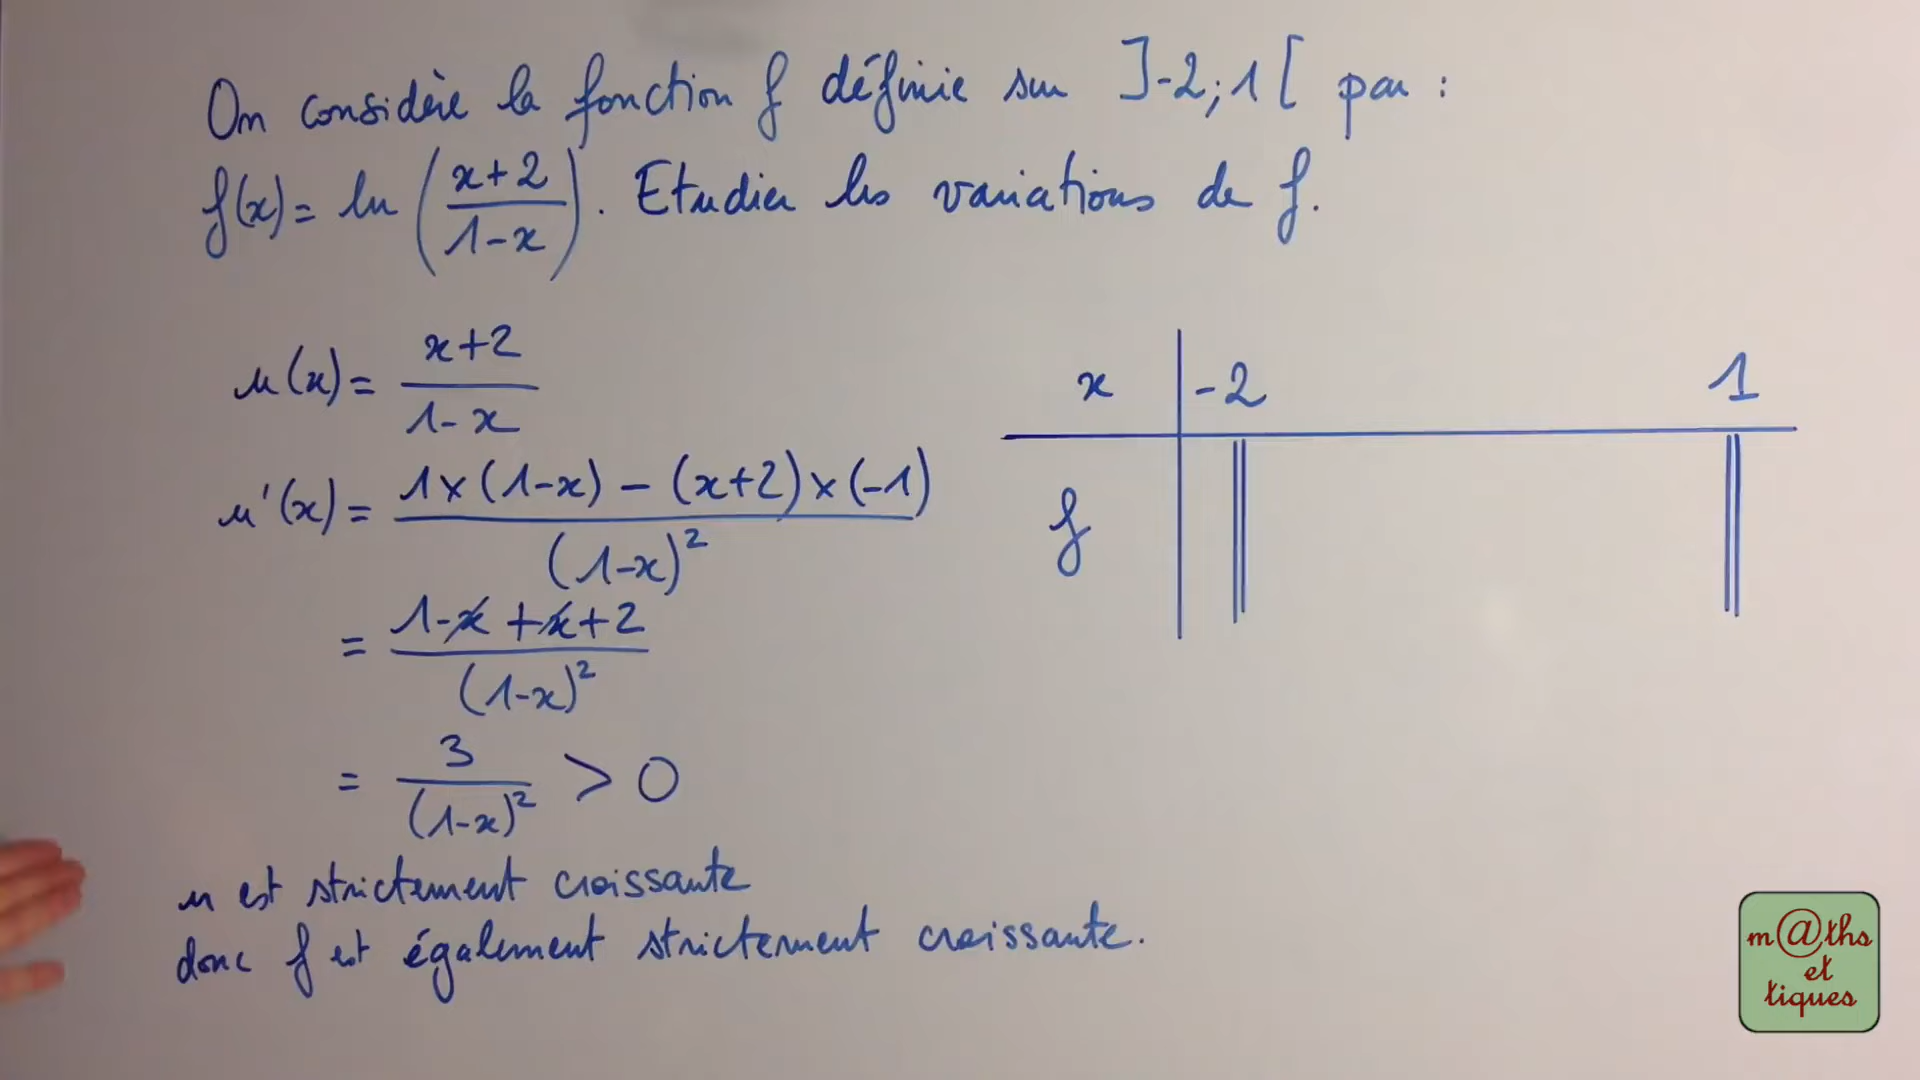 On considère la fonction f définie sur ]-2;1[ par :
f(x) = ln((x+2)/(1-x)). Etudier les variations de f.
u(x) = (x+2)/(1-x)
u'(x) = (1×(1-x) - (x+2)×(-1))/(1-x)²
= (1-x+x+2)/(1-x)²
= 3/(1-x)² > 0
u est strictement croissante
donc f est également strictement croissante.
x -2 1
f
m@ths
et
tiques